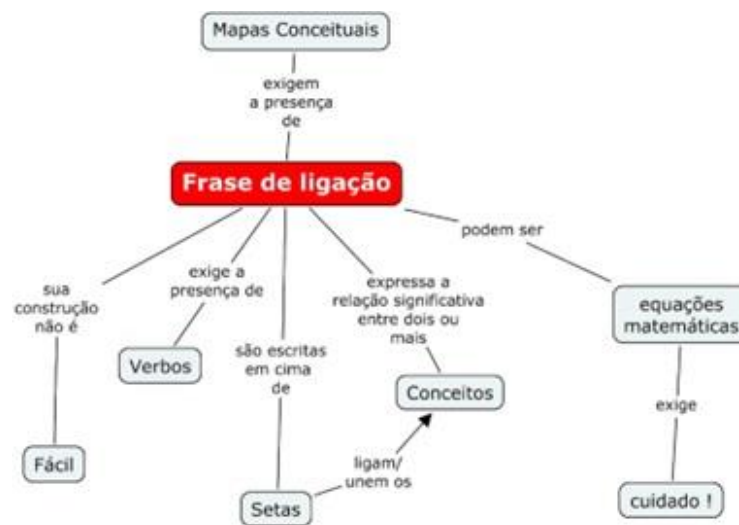 Mapas Conceituais
exigem
a presença
de
Frase de ligação
sua
construção
não é
Fácil
exige a
presença de
Verbos
são escritas
em cima
de
Setas
ligam/
unem os
expressa a
relação significativa
entre dois ou
mais
Conceitos
podem ser
equações
matemáticas
exige
cuidado !